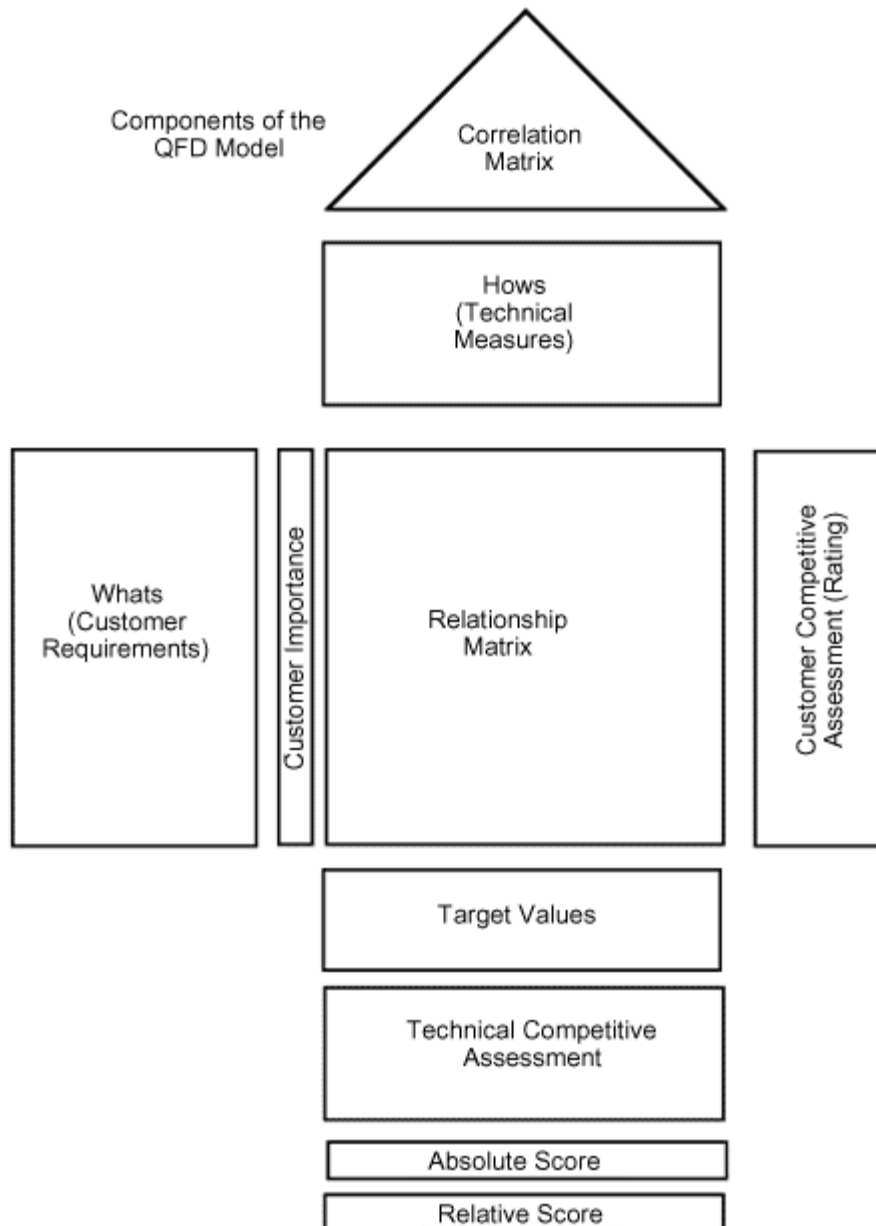 Components of the
QFD Model
Correlation
Matrix
Hows
(Technical
Measures)
Whats
(Customer
Requirements)
Customer Importance
Relationship
Matrix
Customer Competitive
Assessment (Rating)
Target Values
Technical Competitive
Assessment
Absolute Score
Relative Score